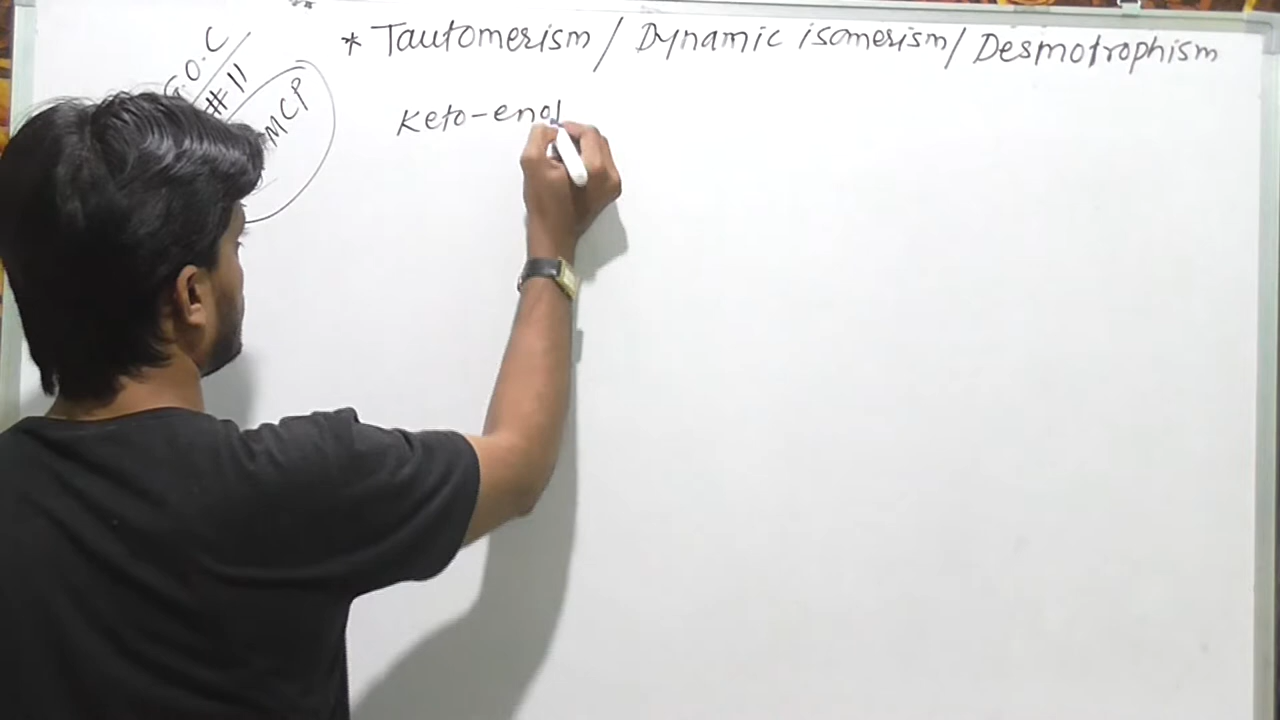 * Tautomerism / Dynamic isomerism / Desmotrophism
G.O.C
#11
MCP
Keto-enol